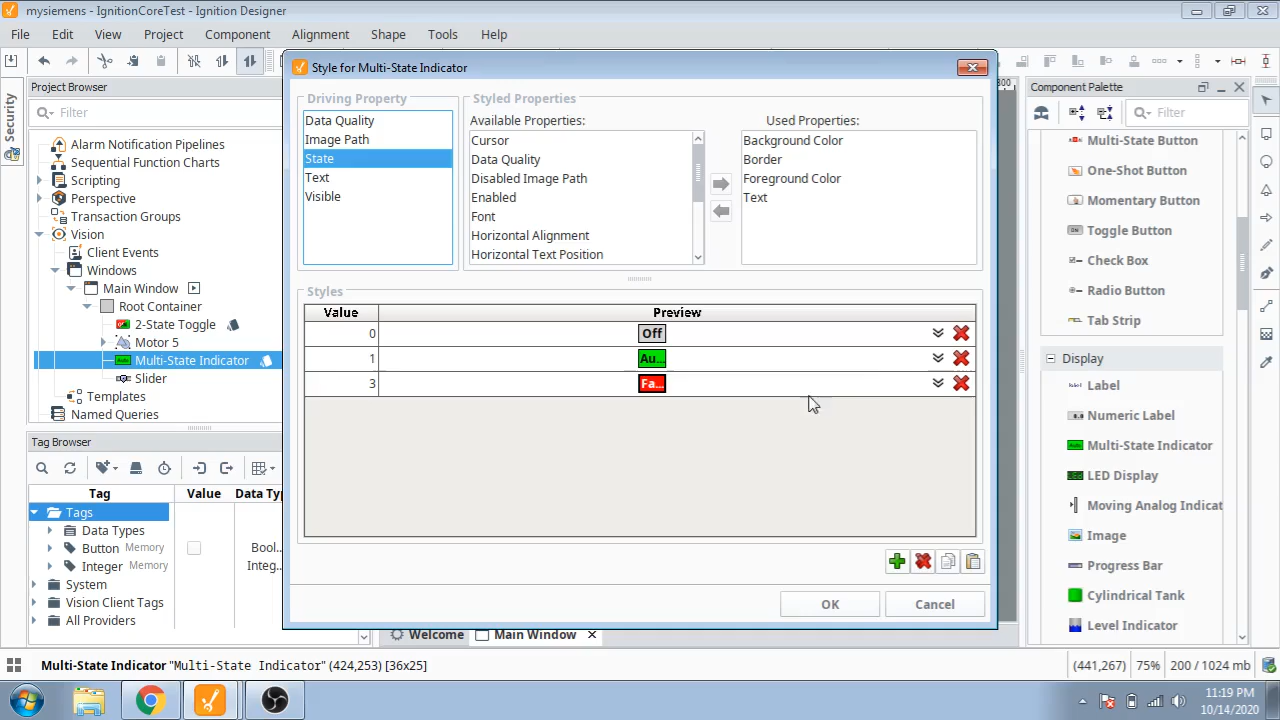 mysiemens - IgnitionCoreTest - Ignition Designer
File Edit View Project Component Alignment Shape Tools Help
Style for Multi-State Indicator
Security
Project Browser
Filter
Alarm Notification Pipelines
Sequential Function Charts
Scripting
Perspective
Transaction Groups
Vision
Client Events
Windows
Main Window
Root Container
2-State Toggle
Motor 5
Multi-State Indicator
Slider
Templates
Named Queries
Tag Browser
Tag Value Data Ty...
Tags
Data Types
Button Memory Bool...
Integer Memory Integ...
System
Vision Client Tags
All Providers
Driving Property
Data Quality
Image Path
State
Text
Visible
Styled Properties
Available Properties:
Cursor
Data Quality
Disabled Image Path
Enabled
Font
Horizontal Alignment
Horizontal Text Position
Used Properties:
Background Color
Border
Foreground Color
Text
Styles
Value Preview
0 Off
1 Au...
3 Fa...
OK Cancel
800
Component Palette
Filter
Multi-State Button
One-Shot Button
Momentary Button
Toggle Button
Check Box
Radio Button
Tab Strip
Display
Label
Numeric Label
Multi-State Indicator
LED Display
Moving Analog Indicat
Image
Progress Bar
Cylindrical Tank
Level Indicator
Welcome Main Window
Multi-State Indicator "Multi-State Indicator" (424,253) [36x25]
(441,267) 75% 200 / 1024 mb
11:19 PM
10/14/2020